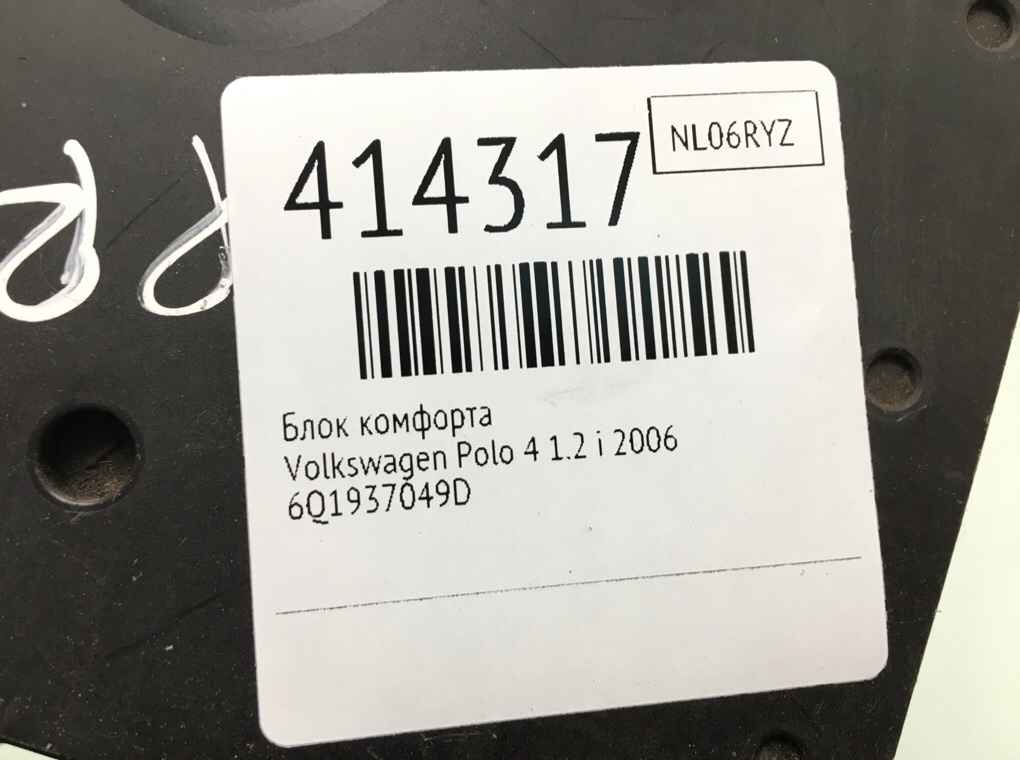 414317
NL06RYZ
Блок комфорта
Volkswagen Polo 4 1.2 i 2006
6Q1937049D